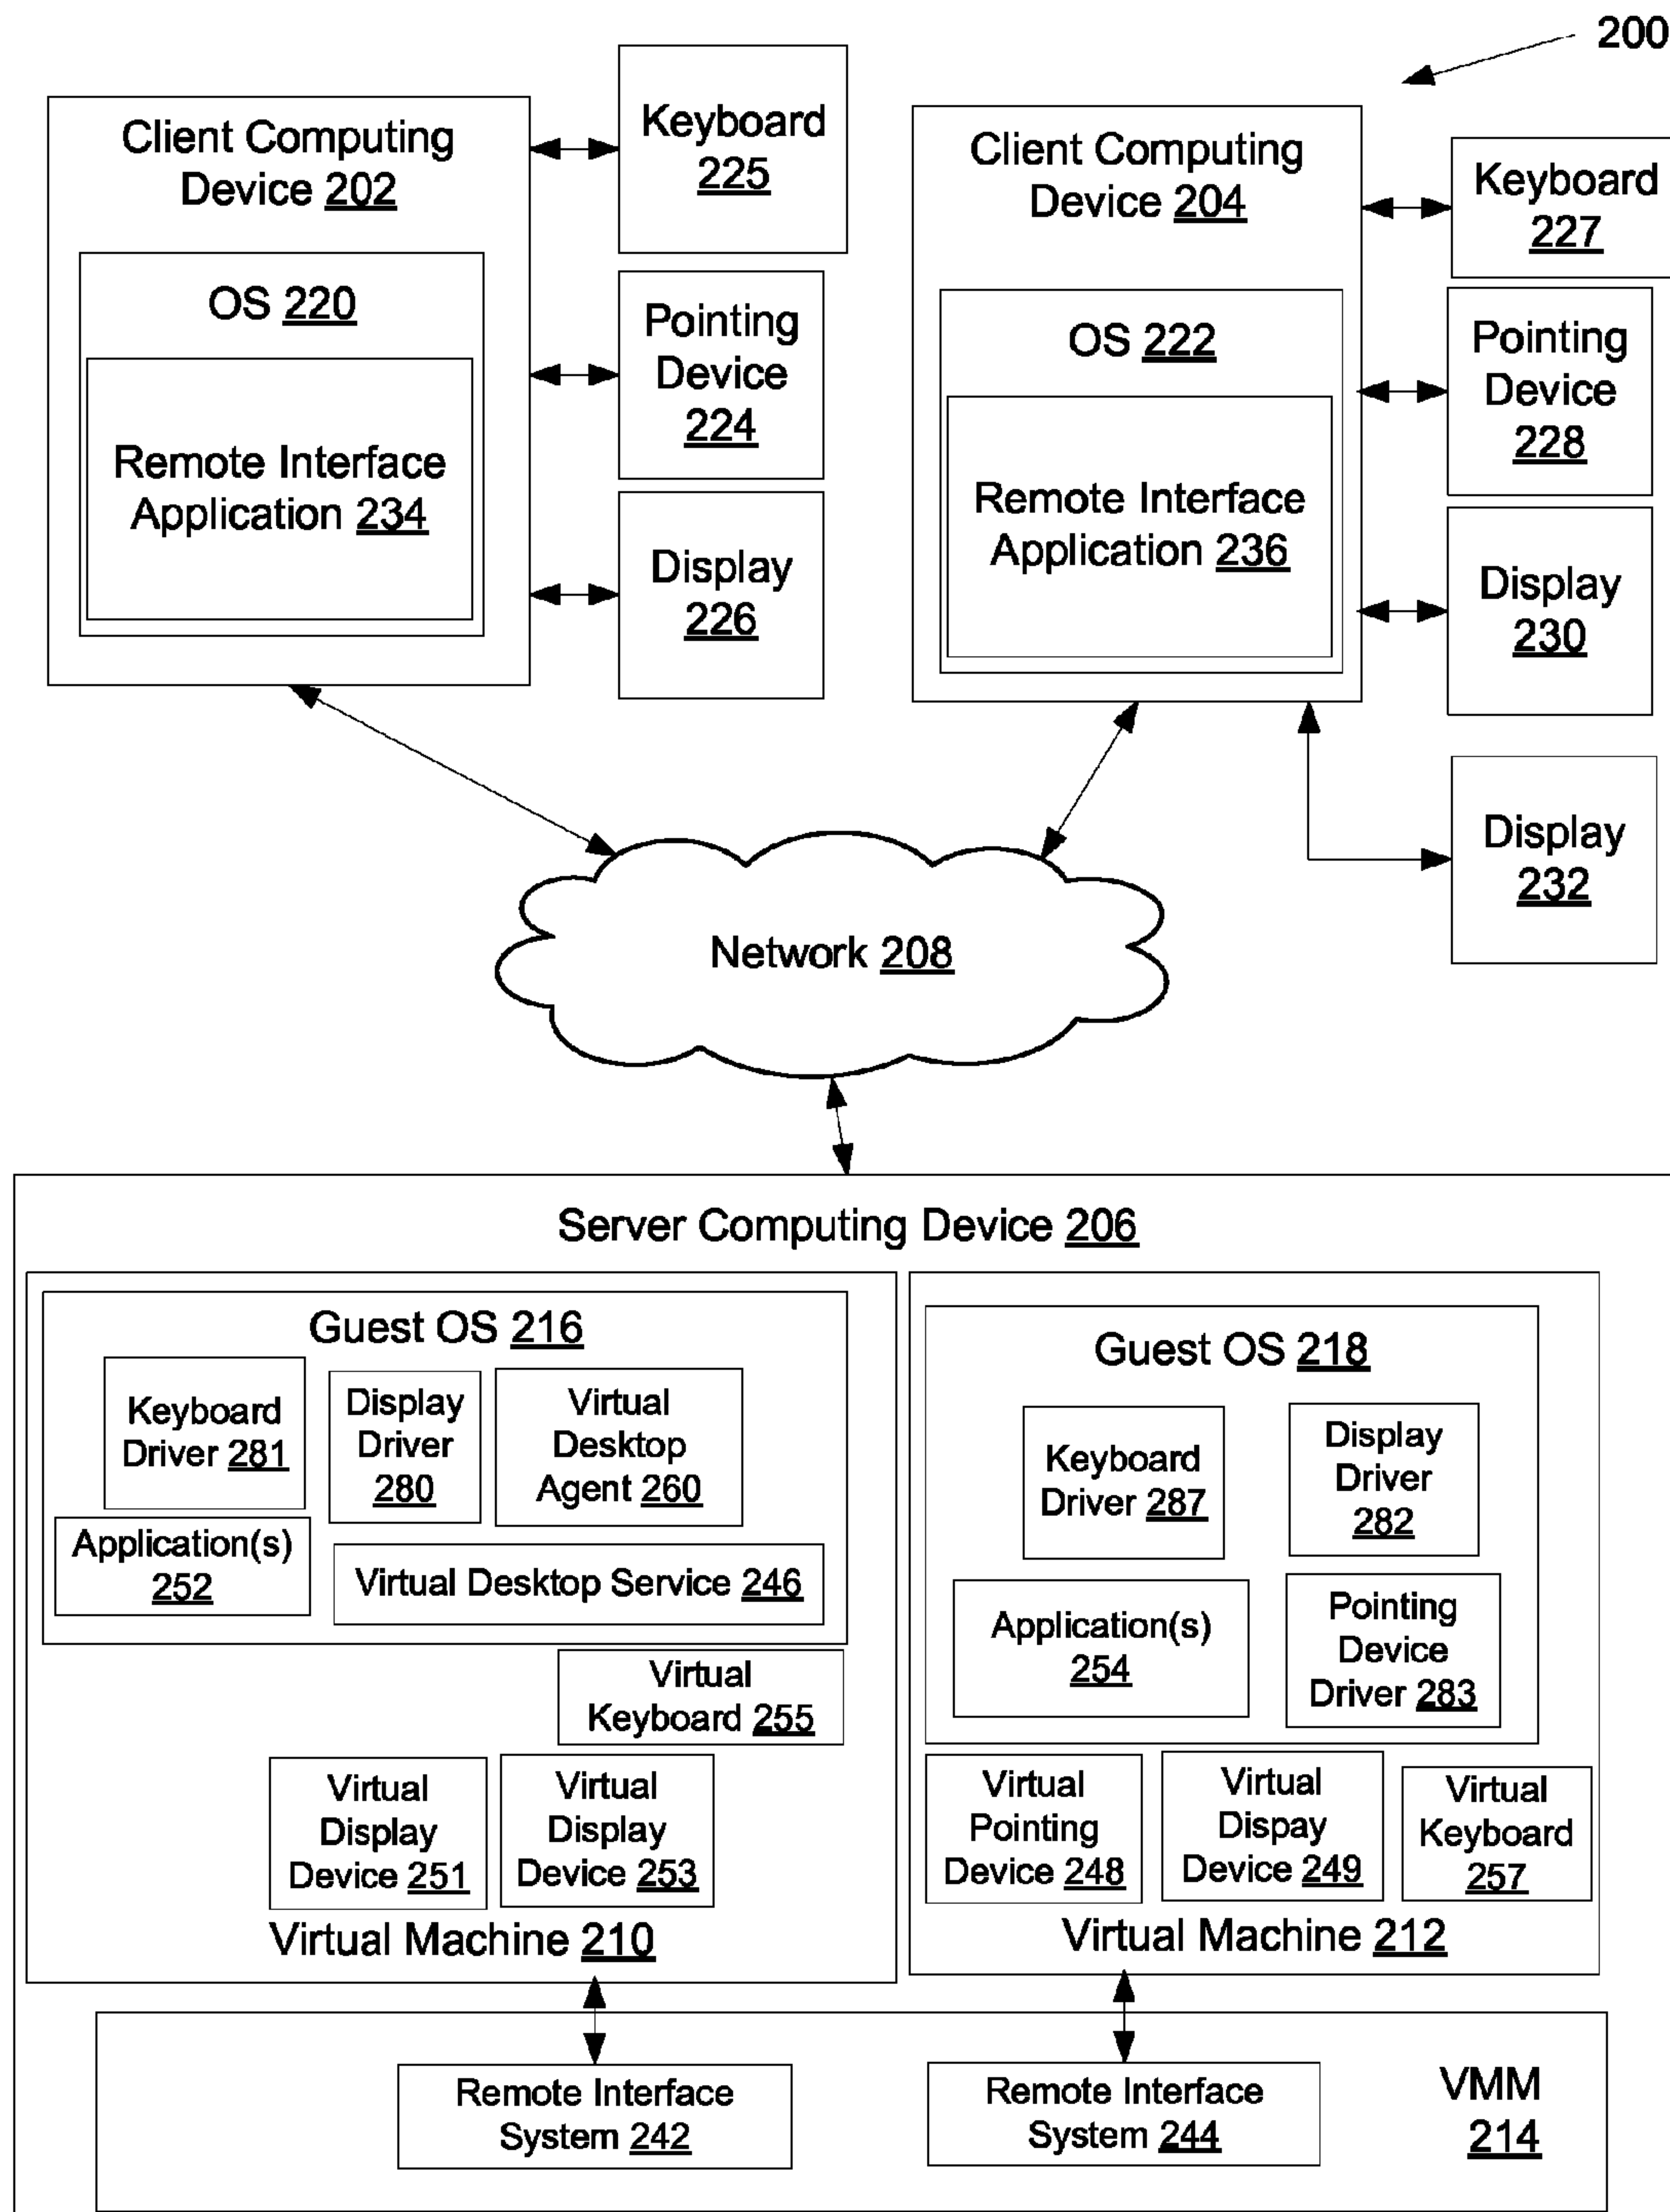 200
Client Computing
Device 202
Keyboard
225
OS 220
Pointing
Device
224
Remote Interface
Application 234
Display
226
Client Computing
Device 204
Keyboard
227
OS 222
Pointing
Device
228
Remote Interface
Application 236
Display
230
Display
232
Network 208
Server Computing Device 206
Guest OS 216
Keyboard
Driver 281
Display
Driver
280
Virtual
Desktop
Agent 260
Application(s)
252
Virtual Desktop Service 246
Virtual
Keyboard 255
Virtual
Display
Device 251
Virtual
Display
Device 253
Virtual Machine 210
Guest OS 218
Keyboard
Driver 287
Display
Driver
282
Application(s)
254
Pointing
Device
Driver 283
Virtual
Pointing
Device 248
Virtual
Dispay
Device 249
Virtual
Keyboard
257
Virtual Machine 212
Remote Interface
System 242
Remote Interface
System 244
VMM
214